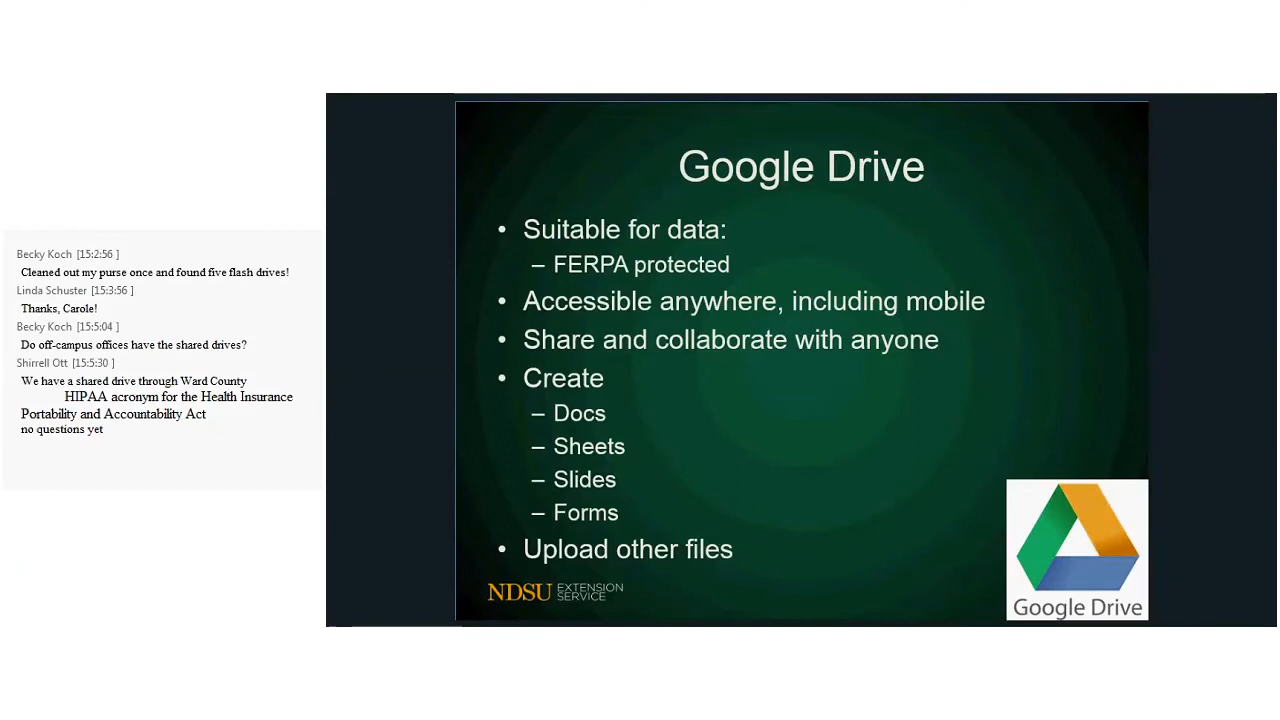 Becky Koch [15:2:56 ]
Cleaned out my purse once and found five flash drives!
Linda Schuster [15:3:56 ]
Thanks, Carole!
Becky Koch [15:5:04 ]
Do off-campus offices have the shared drives?
Shirrell Ott [15:5:30 ]
We have a shared drive through Ward County
HIPAA acronym for the Health Insurance
Portability and Accountability Act
no questions yet
Google Drive
• Suitable for data:
– FERPA protected
• Accessible anywhere, including mobile
• Share and collaborate with anyone
• Create
– Docs
– Sheets
– Slides
– Forms
• Upload other files
NDSU EXTENSION
SERVICE
Google Drive